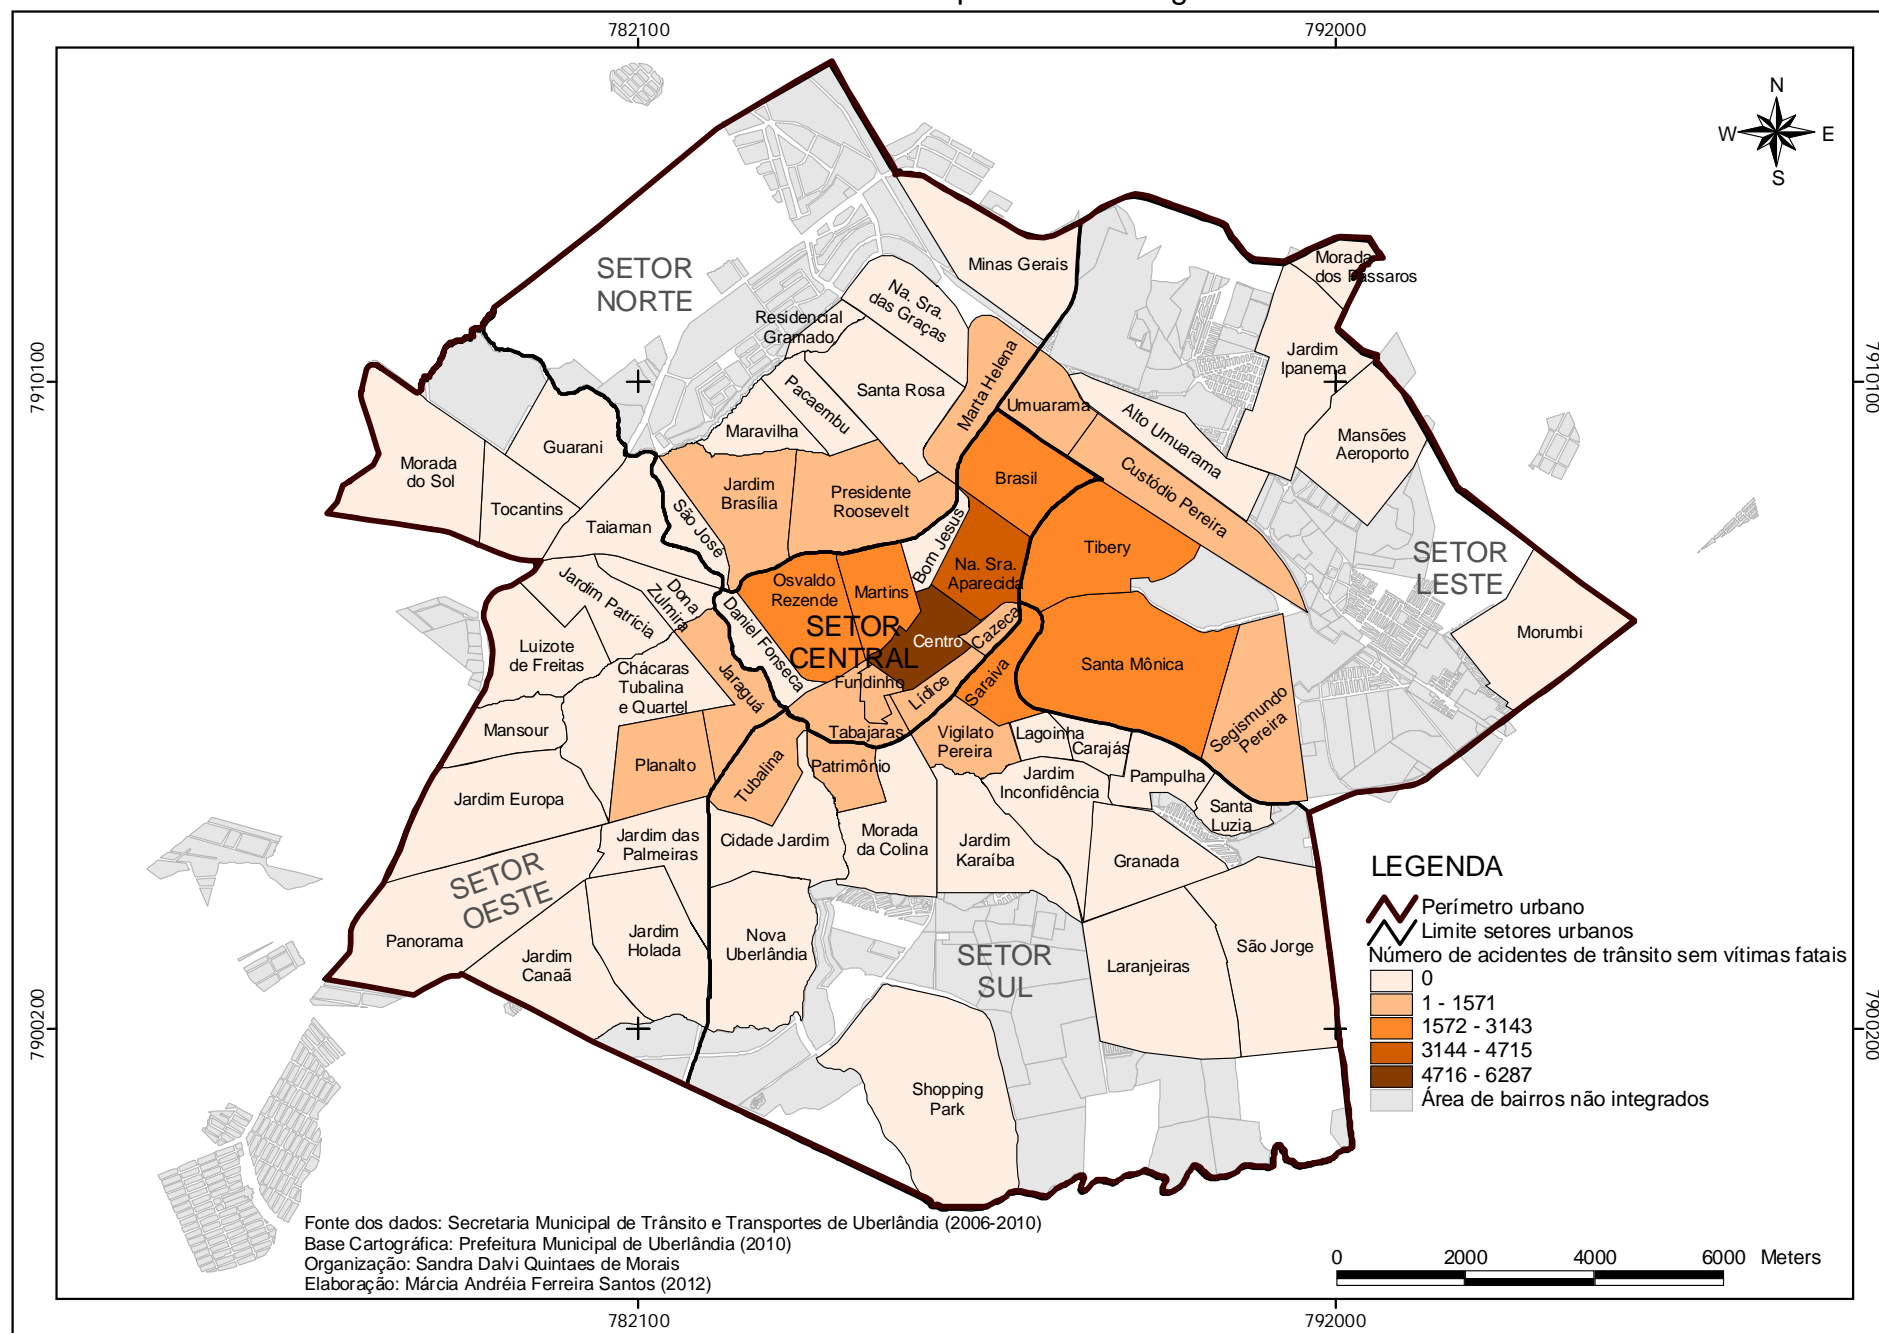 782100
792000
N
W
E
S
7910100
7910100
SETOR
NORTE
Minas Gerais
Morada
dos Pássaros
Na. Sra.
das Graças
Residencial
Gramado
Jardim
Ipanema
Marta Helena
Santa Rosa
Pacaembu
Umuarama
Alto Umuarama
Maravilha
Guarani
Mansões
Aeroporto
Morada
do Sol
Custódio Pereira
Brasil
Jardim
Brasília
Presidente
Roosevelt
Tocantins
Taiaman
São José
Bom Jesus
Tibery
SETOR
LESTE
Na. Sra.
Aparecida
Jardim Patrícia
Dona
Zulmira
Osvaldo
Rezende
Martins
SETOR
CENTRAL
Daniel Fonseca
Centro
Cazeca
Morumbi
Luizote
de Freitas
Santa Mônica
Chácaras
Tubalina
e Quartel
Jaraguá
Fundinho
Lídice
Saraiva
Segismundo
Pereira
Mansour
Tabajaras
Vigilato
Pereira
Lagoinha
Carajás
Planalto
Tubalina
Patrimônio
Jardim
Inconfidência
Pampulha
Jardim Europa
Santa
Luzia
Jardim das
Palmeiras
Cidade Jardim
Morada
da Colina
Jardim
Karaíba
Granada
SETOR
OESTE
Panorama
Jardim
Canaã
Jardim
Holada
Nova
Uberlândia
SETOR
SUL
Laranjeiras
São Jorge
Shopping
Park
LEGENDA
Perímetro urbano
Limite setores urbanos
Número de acidentes de trânsito sem vítimas fatais
0
1 - 1571
1572 - 3143
3144 - 4715
4716 - 6287
Área de bairros não integrados
7900200
7900200
Fonte dos dados: Secretaria Municipal de Trânsito e Transportes de Uberlândia (2006-2010)
Base Cartográfica: Prefeitura Municipal de Uberlândia (2010)
Organização: Sandra Dalvi Quintaes de Morais
Elaboração: Márcia Andréia Ferreira Santos (2012)
0 2000 4000 6000 Meters
782100
792000